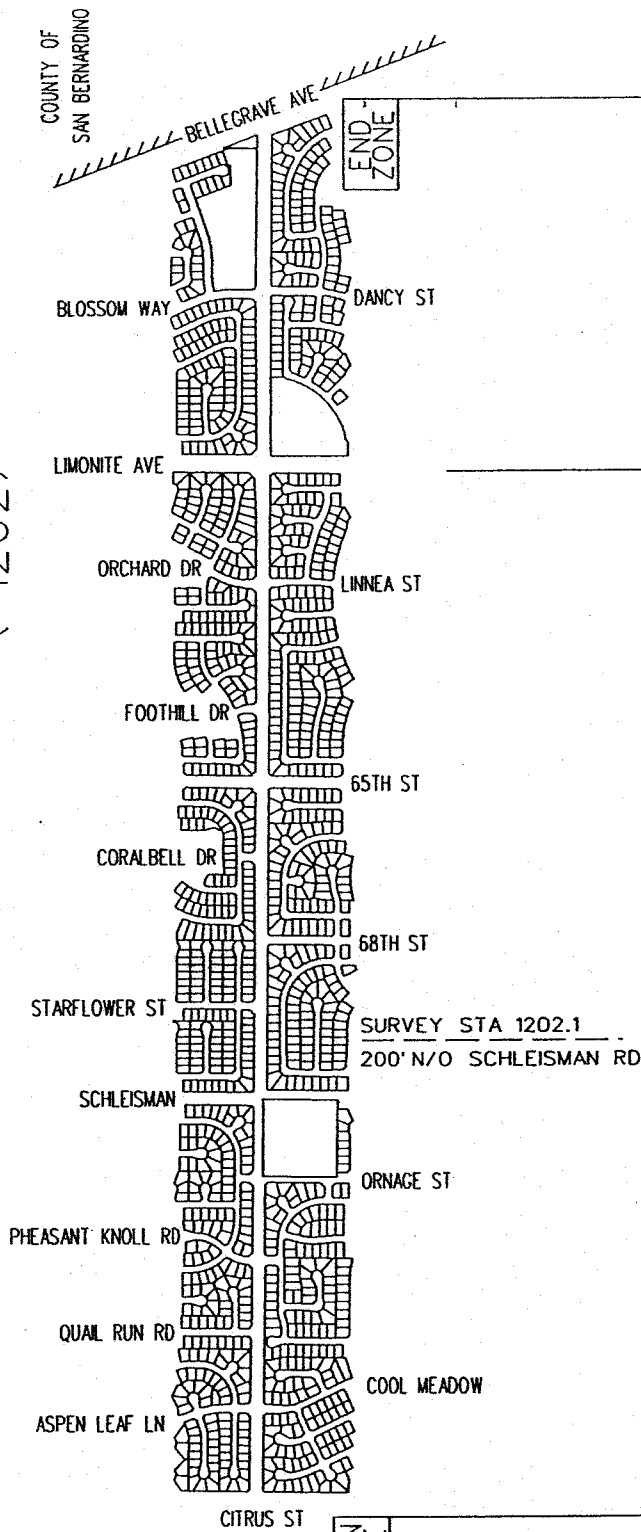 COUNTY OF
SAN BERNARDINO
BELLEGRAVE AVE
END
ZONE
BLOSSOM WAY
DANCY ST
LIMONITE AVE
ORCHARD DR
LINNEA ST
FOOTHILL DR
65TH ST
CORALBELL DR
68TH ST
STARFLOWER ST
SURVEY STA 1202.1
200' N/O SCHLEISMAN RD
SCHLEISMAN
ORNAGE ST
PHEASANT KNOLL RD
QUAIL RUN RD
COOL MEADOW
ASPEN LEAF LN
CITRUS ST